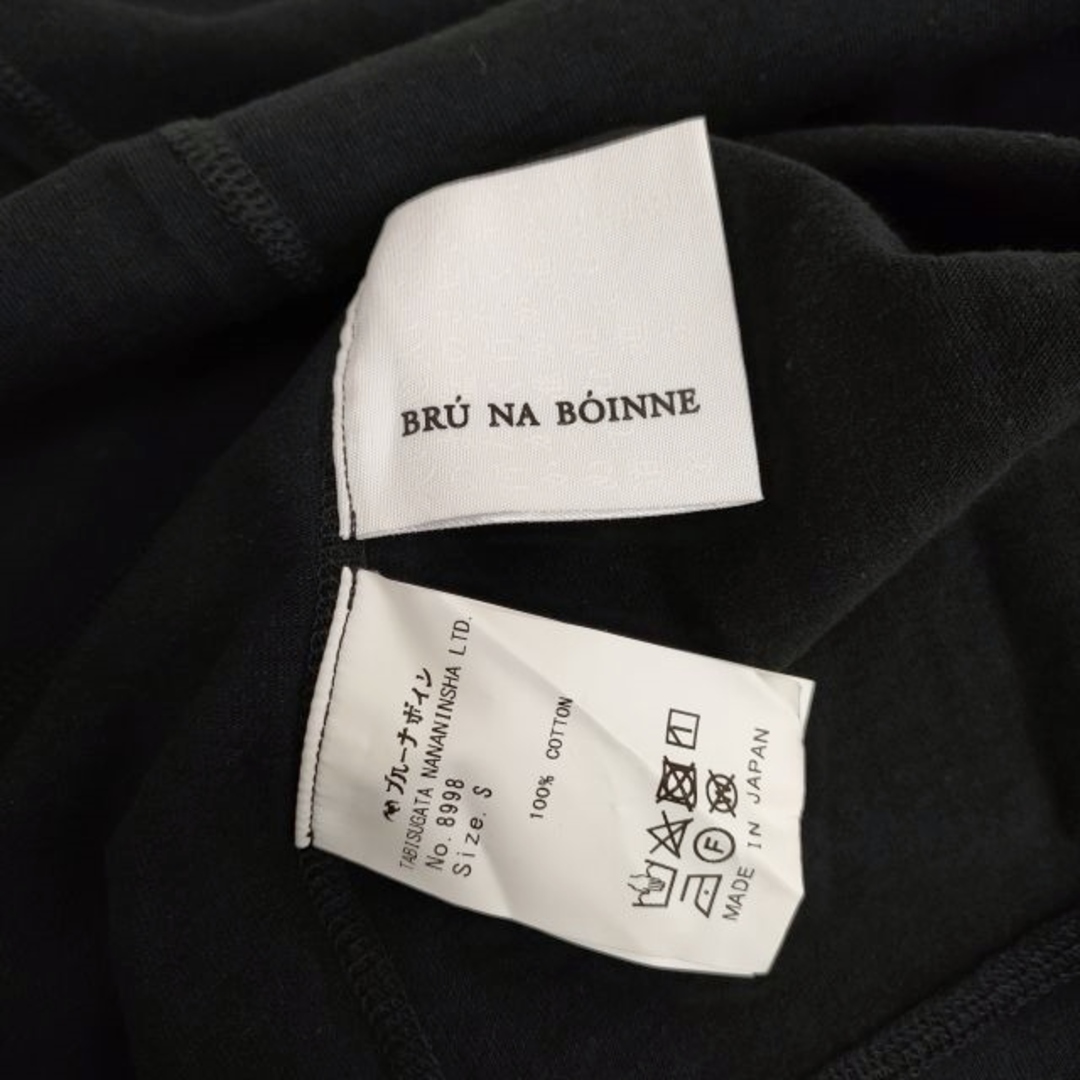 BRÚ NA BÓINNE
ブルーナボイン
TABISUGATA NANANINSHA LTD.
No. 8998
Size. S
100% COTTON
F
W
MADE IN JAPAN